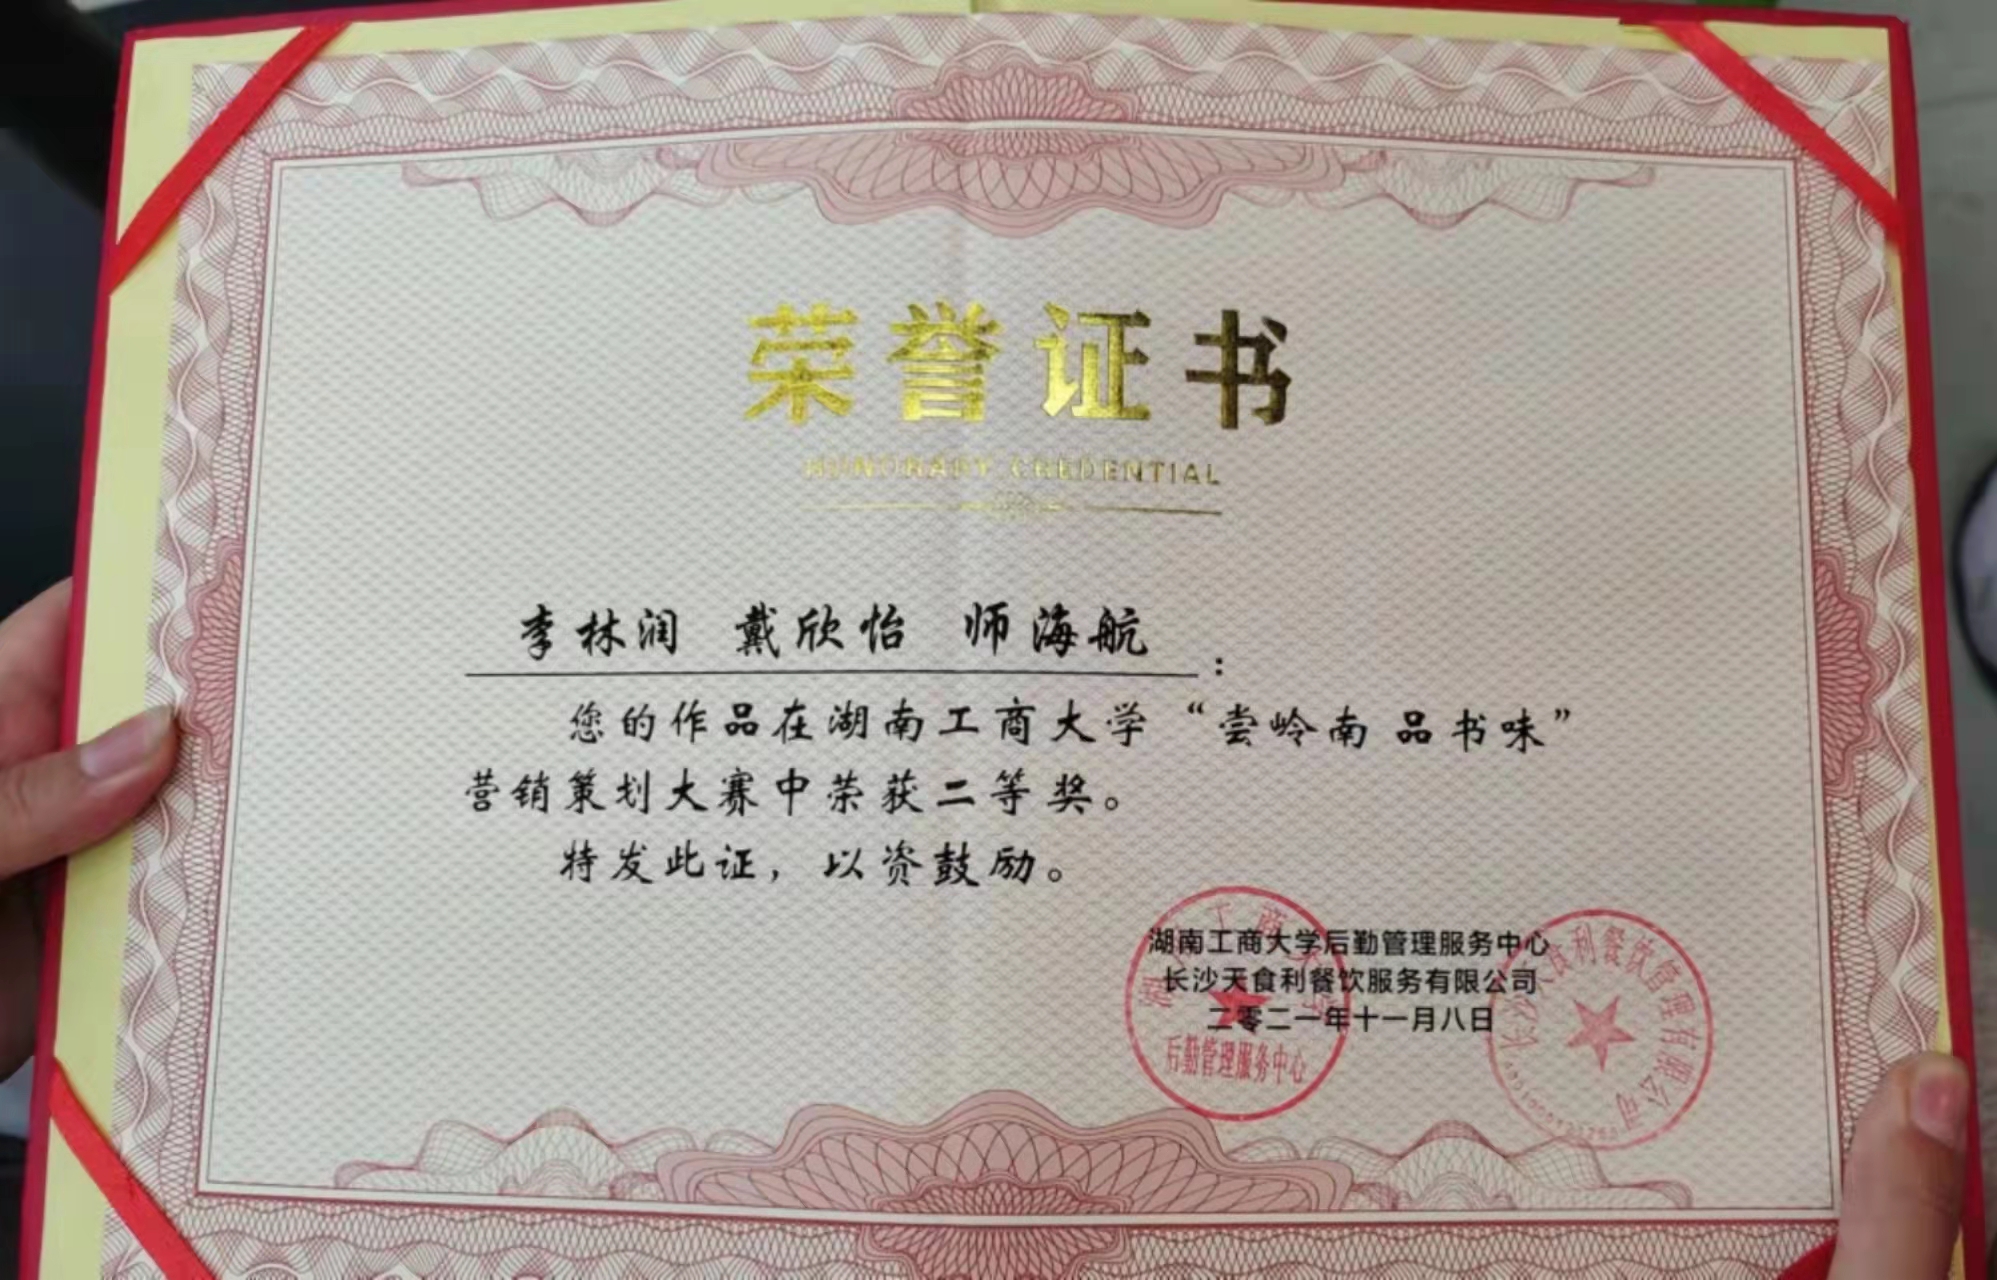 荣誉证书
HONORARY CREDENTIAL
李林润 戴欣怡 师海航：
您的作品在湖南工商大学“尝岭南 品书味”
营销策划大赛中荣获二等奖。
特发此证，以资鼓励。
湖南工商大学后勤管理服务中心
长沙天食利餐饮服务有限公司
二零二一年十一月八日
后勤管理服务中心
长沙天食利餐饮管理有限公司